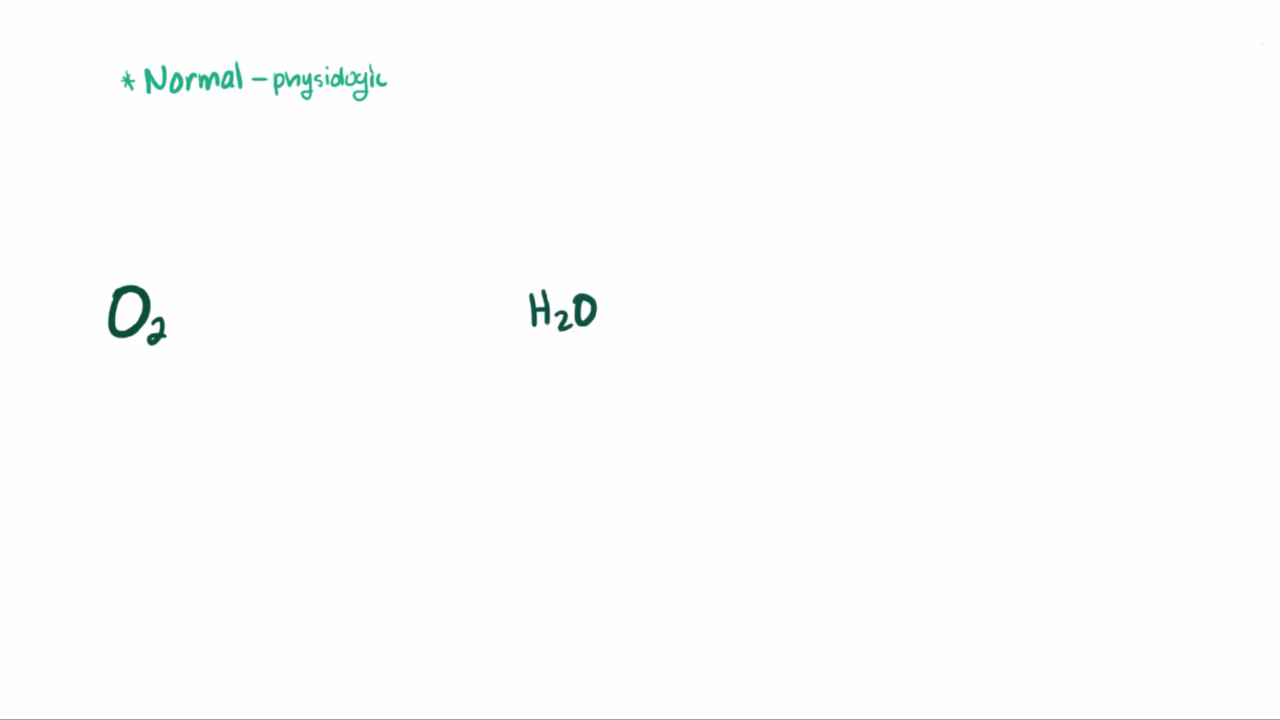 * Normal – physiologic
O₂ H₂O